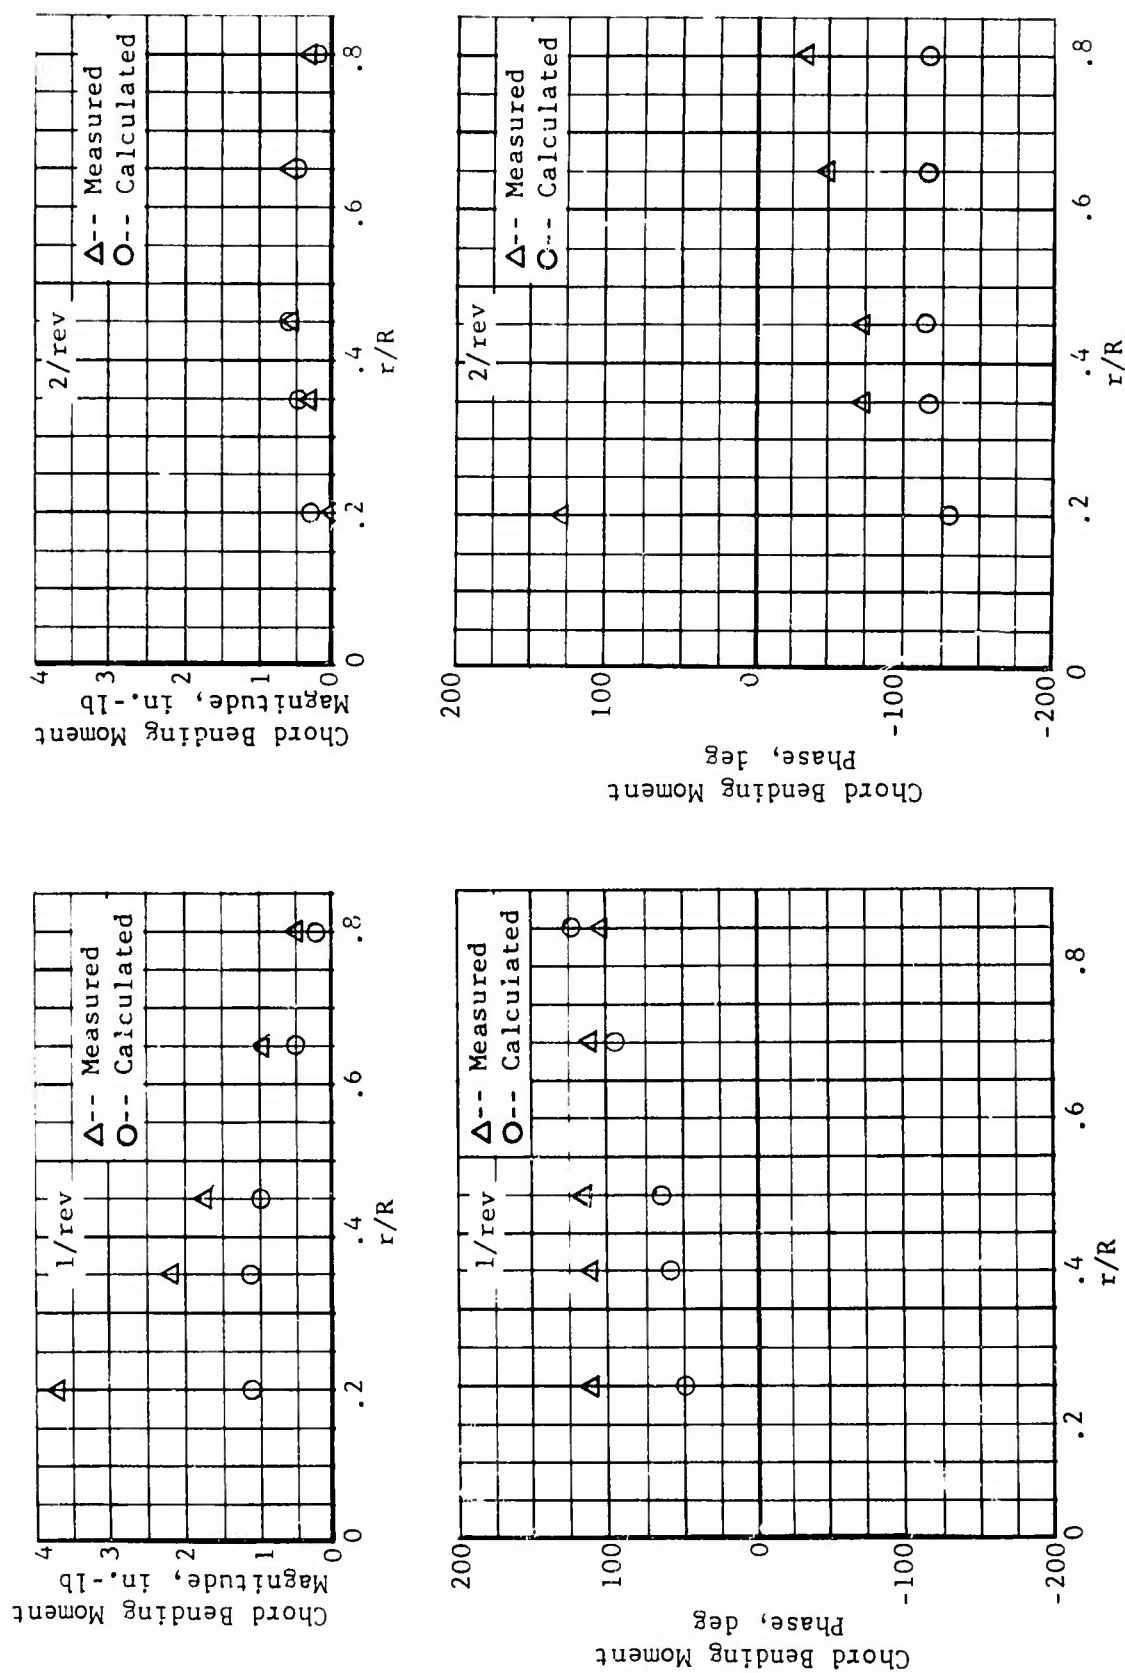 Chord Bending Moment
Magnitude, in.-lb
4
3
2
1
0
1/rev
Δ-- Measured
O-- Calculated
0
.2
.4
.6
.8
r/R
Chord Bending Moment
Phase, deg
200
100
0
-100
-200
1/rev
Δ-- Measured
O-- Calculated
0
.2
.4
.6
.8
r/R
Chord Bending Moment
Magnitude, in.-lb
4
3
2
1
0
2/rev
Δ-- Measured
O-- Calculated
0
.2
.4
.6
.8
r/R
Chord Bending Moment
Phase, deg
200
100
0
-100
-200
2/rev
Δ-- Measured
O-- Calculated
0
.2
.4
.6
.8
r/R